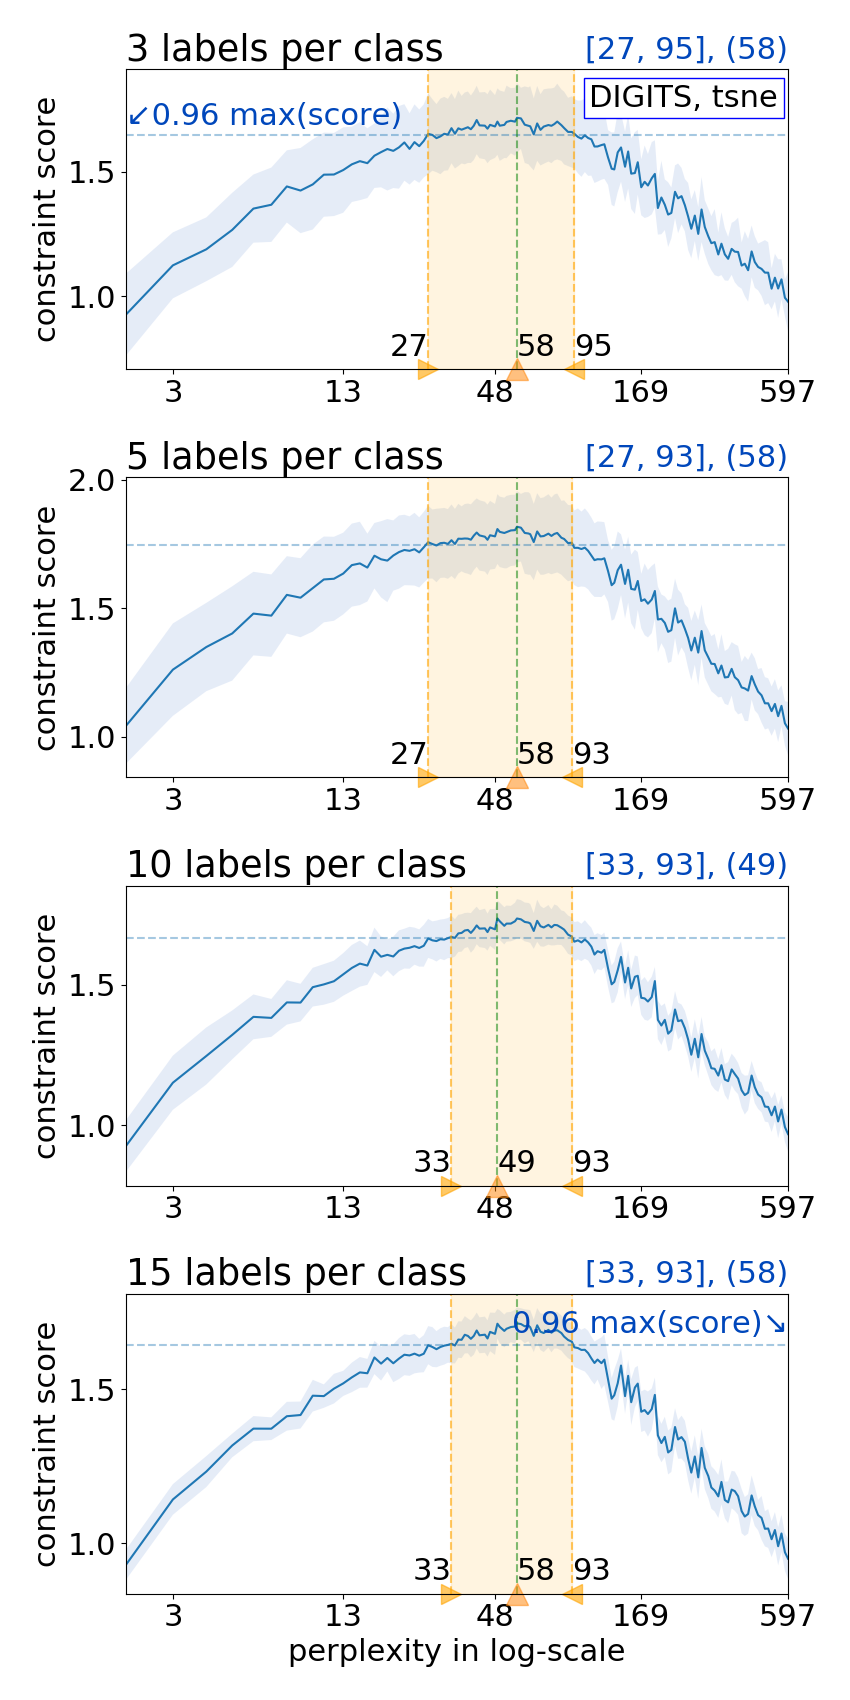 3 labels per class [27, 95], (58)
DIGITS, tsne
↙0.96 max(score)
constraint score
1.5
1.0
27 58 95
3 13 48 169 597
5 labels per class [27, 93], (58)
constraint score
2.0
1.5
1.0
27 58 93
3 13 48 169 597
10 labels per class [33, 93], (49)
constraint score
1.5
1.0
33 49 93
3 13 48 169 597
15 labels per class [33, 93], (58)
0.96 max(score)↘
constraint score
1.5
1.0
33 58 93
3 13 48 169 597
perplexity in log-scale